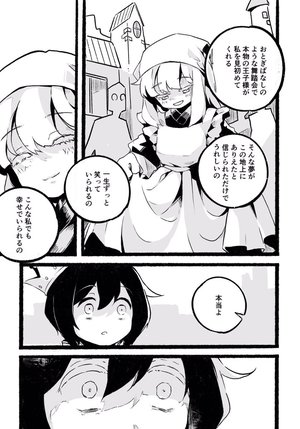 おとぎばなしの
ような舞踏会で
本物の王子様が
私を見初めて
くれる
そんな夢が
この地上に
ありえたと
信じられただけで
うれしいの
一生ずっと
笑って
いられるの
こんな私でも
幸せでいられるの
本当よ